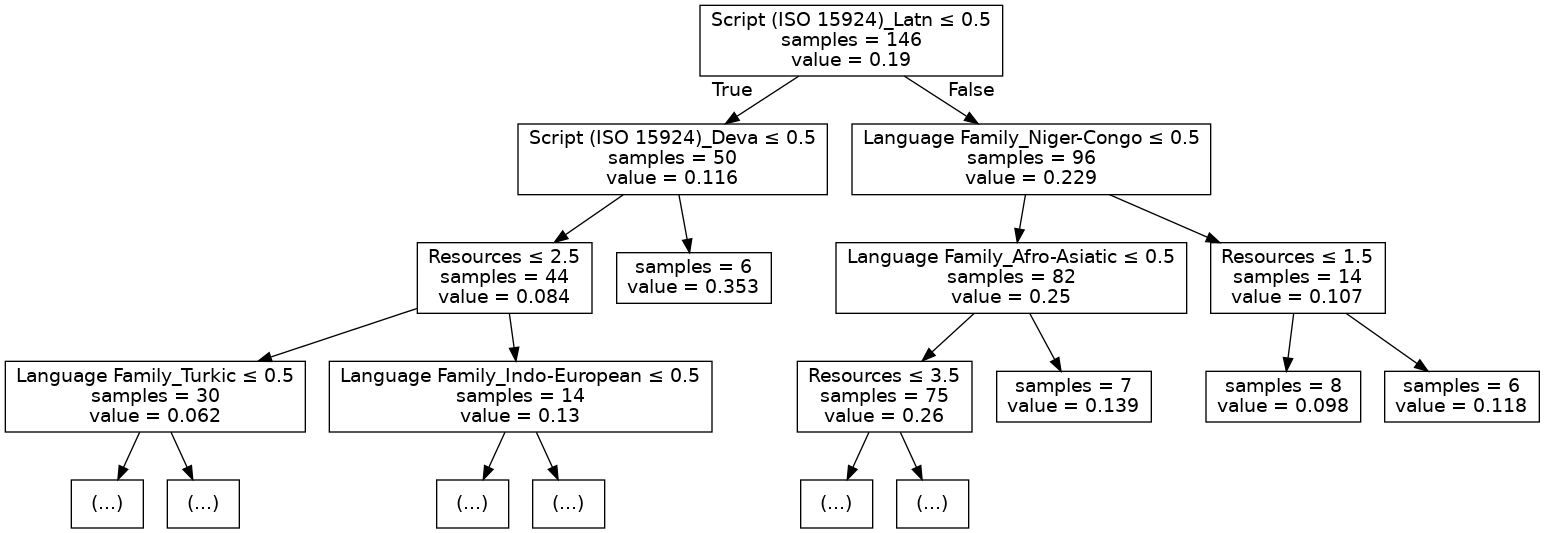 Script (ISO 15924)_Latn ≤ 0.5
samples = 146
value = 0.19
True
False
Script (ISO 15924)_Deva ≤ 0.5
samples = 50
value = 0.116
Language Family_Niger-Congo ≤ 0.5
samples = 96
value = 0.229
Resources ≤ 2.5
samples = 44
value = 0.084
samples = 6
value = 0.353
Language Family_Afro-Asiatic ≤ 0.5
samples = 82
value = 0.25
Resources ≤ 1.5
samples = 14
value = 0.107
Language Family_Turkic ≤ 0.5
samples = 30
value = 0.062
Language Family_Indo-European ≤ 0.5
samples = 14
value = 0.13
Resources ≤ 3.5
samples = 75
value = 0.26
samples = 7
value = 0.139
samples = 8
value = 0.098
samples = 6
value = 0.118
(...)
(...)
(...)
(...)
(...)
(...)